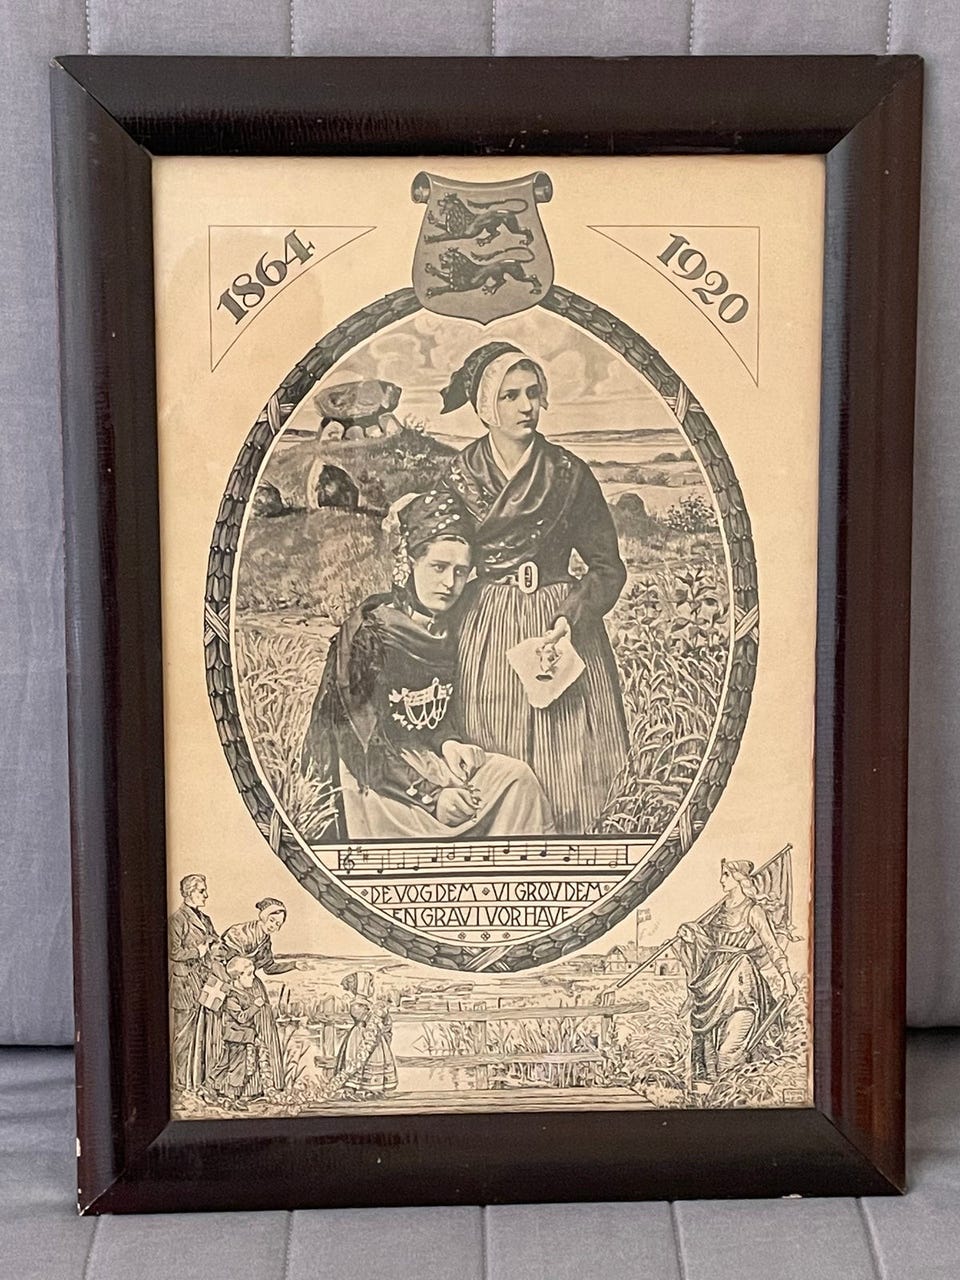 1864
1920
DE VOG DEM · VI GROV DEM
EN GRAV I VOR HAVE